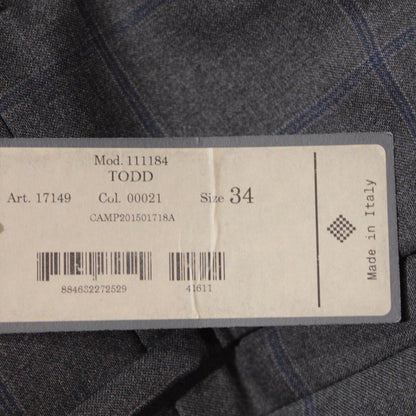 Mod. 111184
TODD
Art. 17149 Col. 00021 Size 34
CAMP201501718A
884632272529 41611
Made in Italy